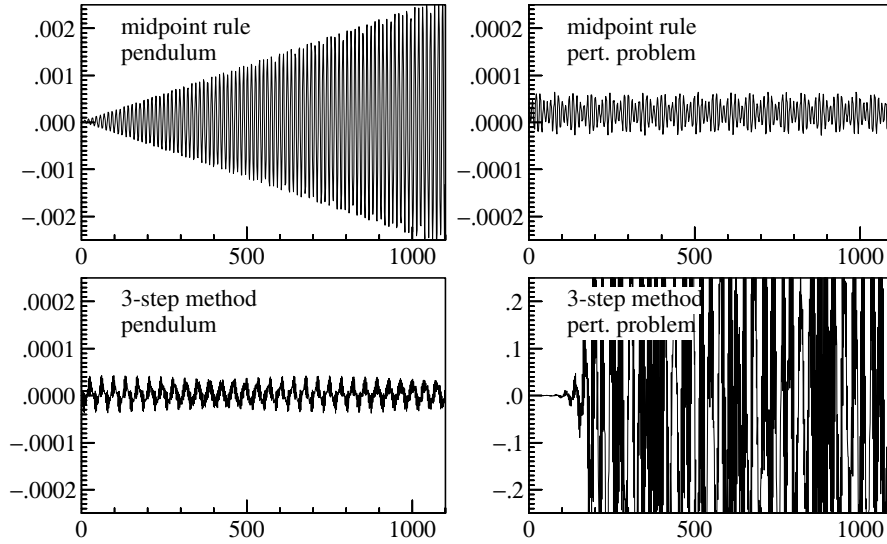 .002
midpoint rule
pendulum
.001
.000
−.001
−.002
0 500 1000
.0002
midpoint rule
pert. problem
.0001
.0000
−.0001
−.0002
0 500 1000
.0002
3-step method
pendulum
.0001
.0000
−.0001
−.0002
0 500 1000
.2
3-step method
pert. problem
.1
.0
−.1
−.2
0 500 1000